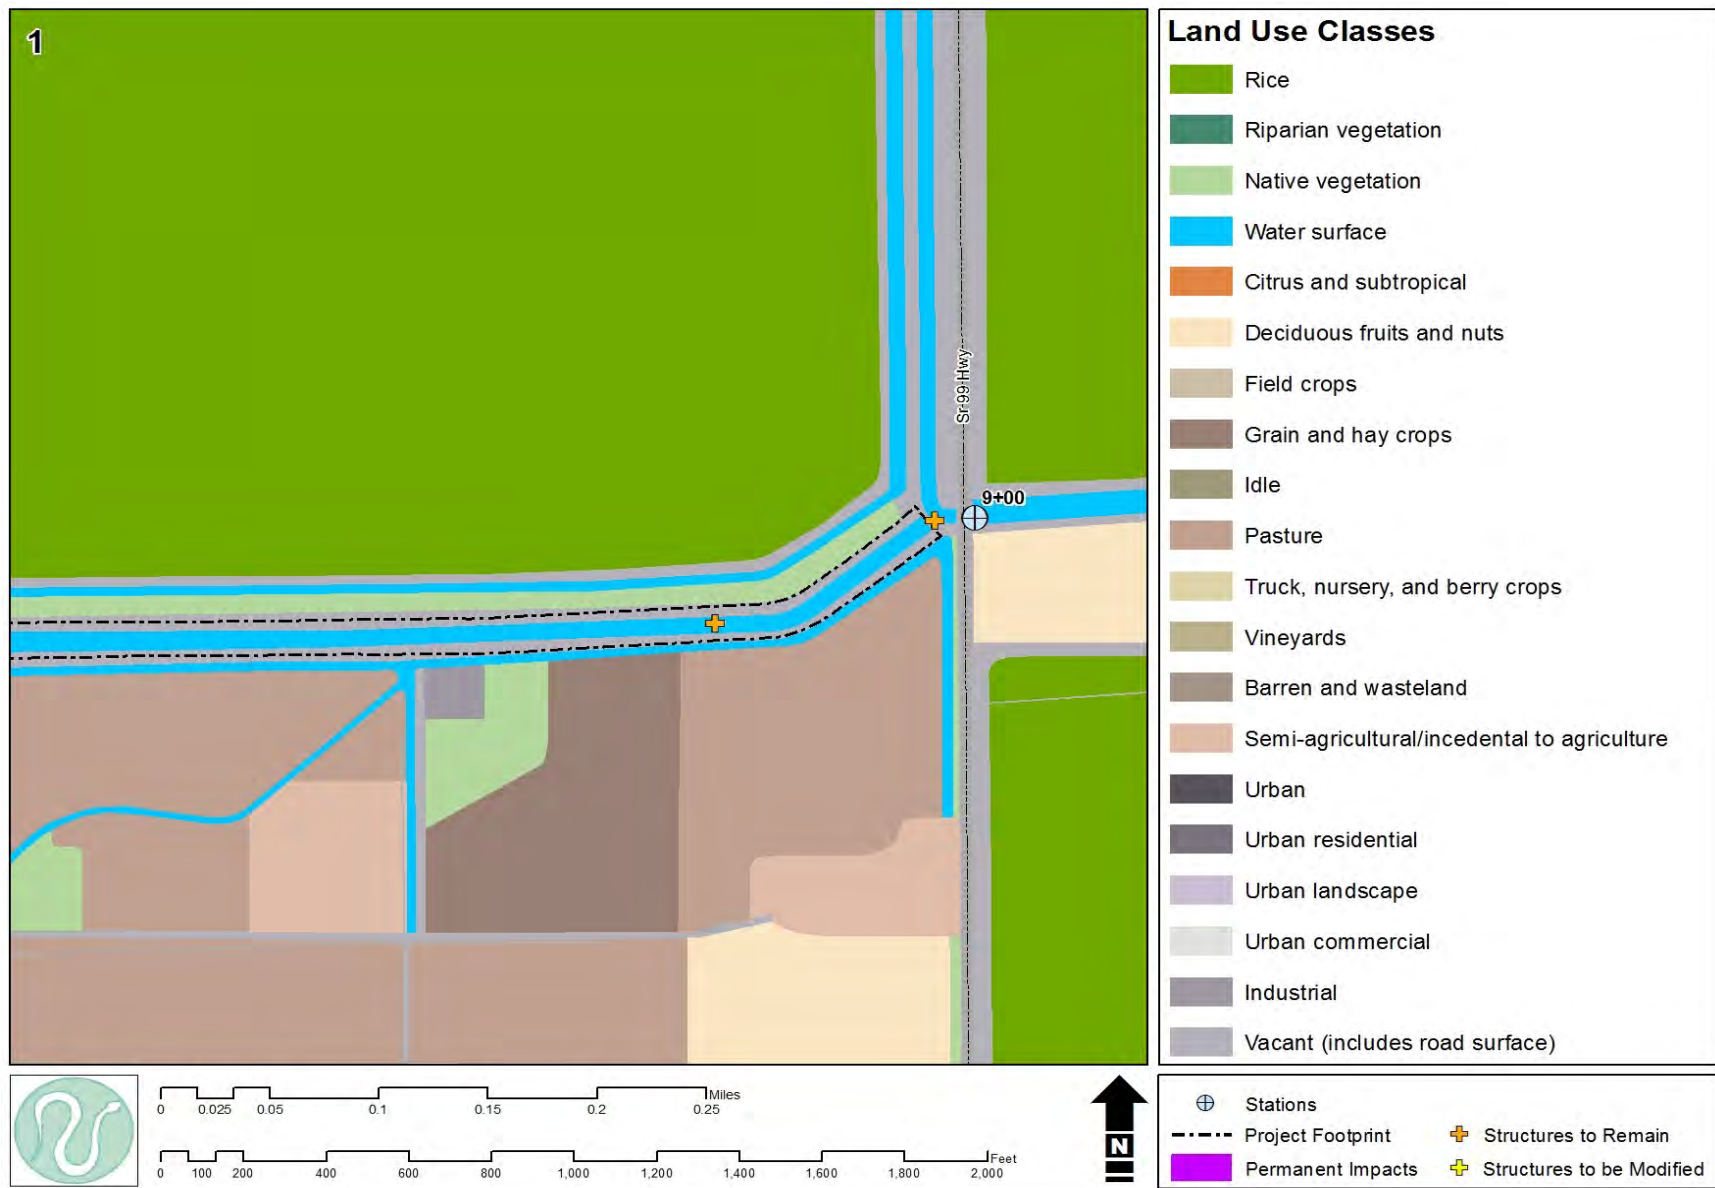 1
Sr 99 Hwy
9+00
Land Use Classes
Rice
Riparian vegetation
Native vegetation
Water surface
Citrus and subtropical
Deciduous fruits and nuts
Field crops
Grain and hay crops
Idle
Pasture
Truck, nursery, and berry crops
Vineyards
Barren and wasteland
Semi-agricultural/incedental to agriculture
Urban
Urban residential
Urban landscape
Urban commercial
Industrial
Vacant (includes road surface)
Miles
0 0.025 0.05 0.1 0.15 0.2 0.25
Feet
0 100 200 400 600 800 1,000 1,200 1,400 1,600 1,800 2,000
N
Stations
Project Footprint
Structures to Remain
Permanent Impacts
Structures to be Modified